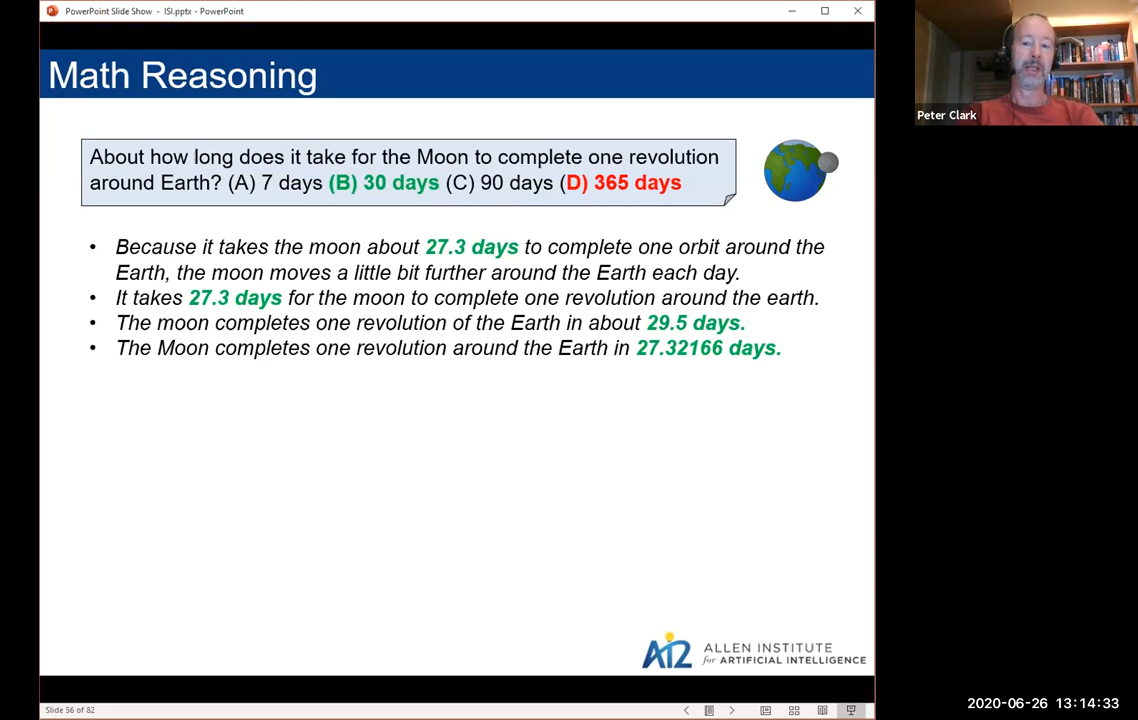 PowerPoint Slide Show - ISI.pptx - PowerPoint
Math Reasoning
About how long does it take for the Moon to complete one revolution
around Earth? (A) 7 days (B) 30 days (C) 90 days (D) 365 days
• Because it takes the moon about 27.3 days to complete one orbit around the
Earth, the moon moves a little bit further around the Earth each day.
• It takes 27.3 days for the moon to complete one revolution around the earth.
• The moon completes one revolution of the Earth in about 29.5 days.
• The Moon completes one revolution around the Earth in 27.32166 days.
AI2 ALLEN INSTITUTE
for ARTIFICIAL INTELLIGENCE
Slide 56 of 82
Peter Clark
2020-06-26 13:14:33